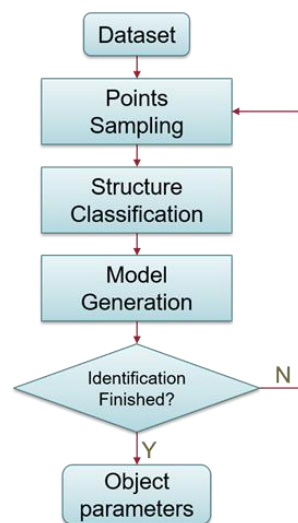 Dataset
Points
Sampling
Structure
Classification
Model
Generation
Identification
Finished?
N
Y
Object
parameters